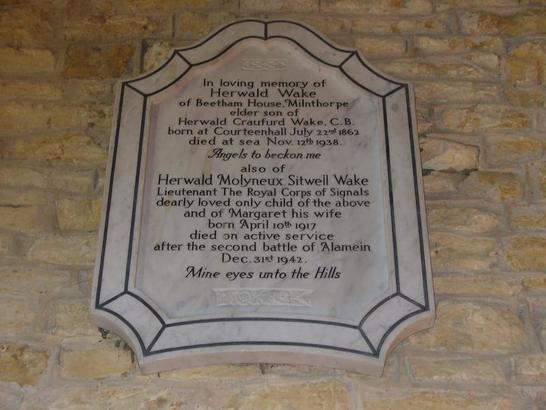 In loving memory of
Herwald Wake
of Beetham House, Milnthorpe
elder son of
Herwald Craufurd Wake, C.B.
born at Courteenhall July 22nd 1862
died at sea Nov. 12th 1938.
Angels to beckon me
also of
Herwald Molyneux Sitwell Wake
Lieutenant The Royal Corps of Signals
dearly loved only child of the above
and of Margaret his wife
born April 10th 1917
died on active service
after the second battle of Alamein
Dec. 31st 1942.
Mine eyes unto the Hills